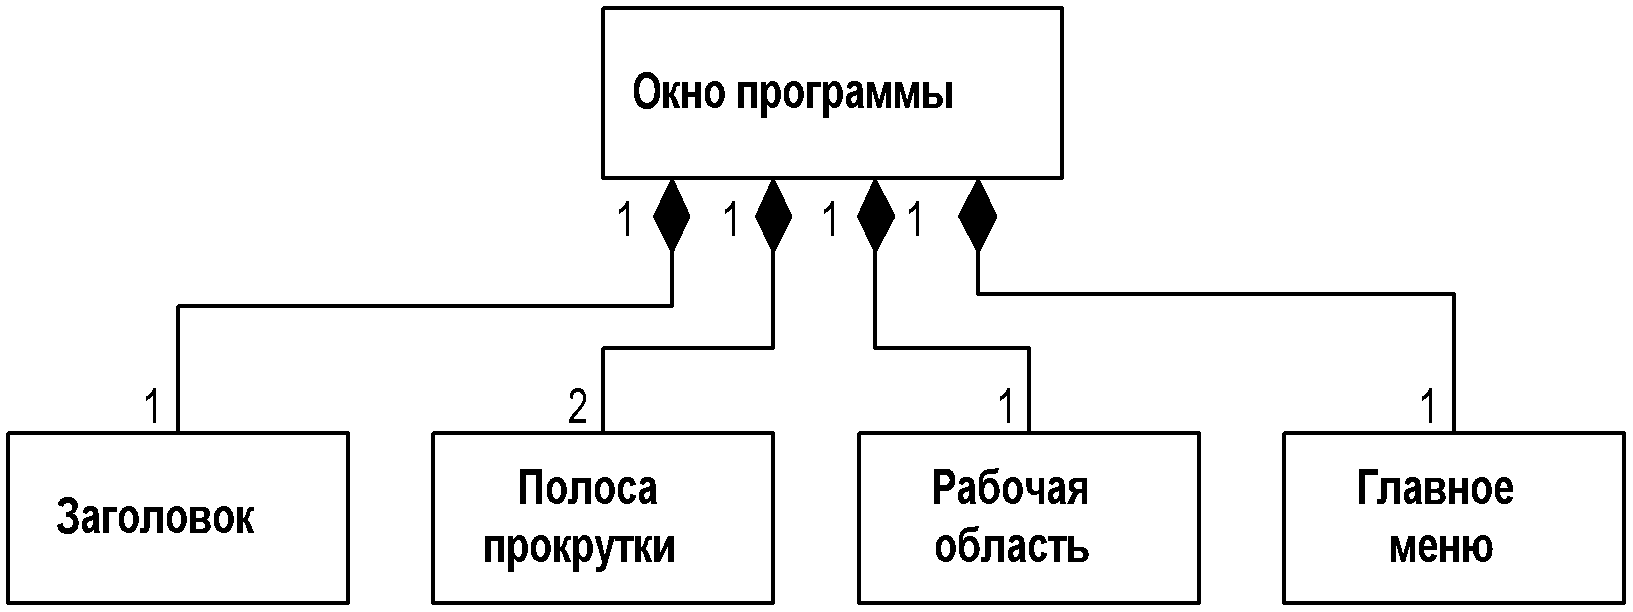 Окно программы
1 1 1 1
1 2 1 1
Заголовок
Полоса
прокрутки
Рабочая
область
Главное
меню